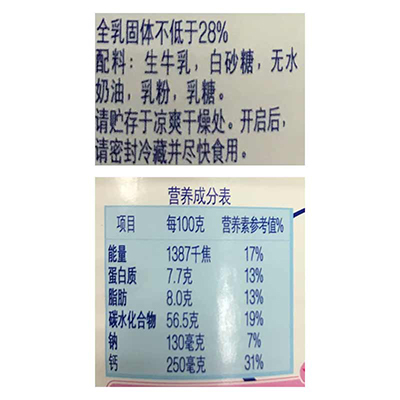 全乳固体不低于28%
配料：生牛乳，白砂糖，无水
奶油，乳粉，乳糖。
请贮存于凉爽干燥处。开启后，
请密封冷藏并尽快食用。
营养成分表
项目 每100克 营养素参考值%
能量 1387千焦 17%
蛋白质 7.7克 13%
脂肪 8.0克 13%
碳水化合物 56.5克 19%
钠 130毫克 7%
钙 250毫克 31%